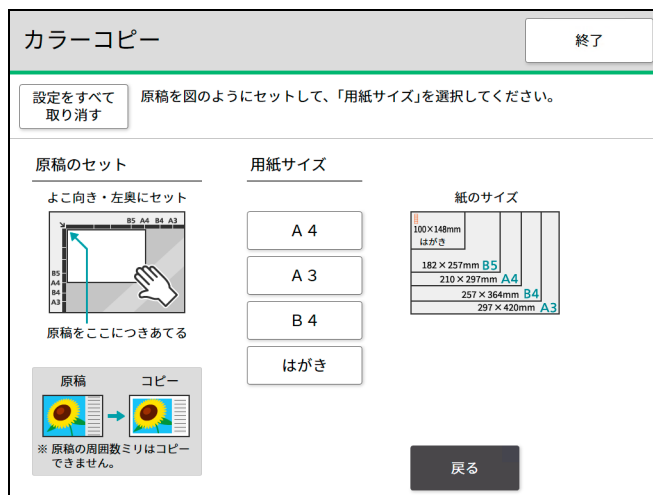 カラーコピー
終了
設定をすべて
取り消す
原稿を図のようにセットして、「用紙サイズ」を選択してください。
原稿のセット
よこ向き・左奥にセット
B5 A4 B4 A3
B5
A4
B4
A3
原稿をここにつきあてる
原稿
コピー
※ 原稿の周囲数ミリはコピー
できません。
用紙サイズ
A 4
A 3
B 4
はがき
紙のサイズ
100×148mm
はがき
182×257mm B5
210×297mm A4
257×364mm B4
297×420mm A3
戻る